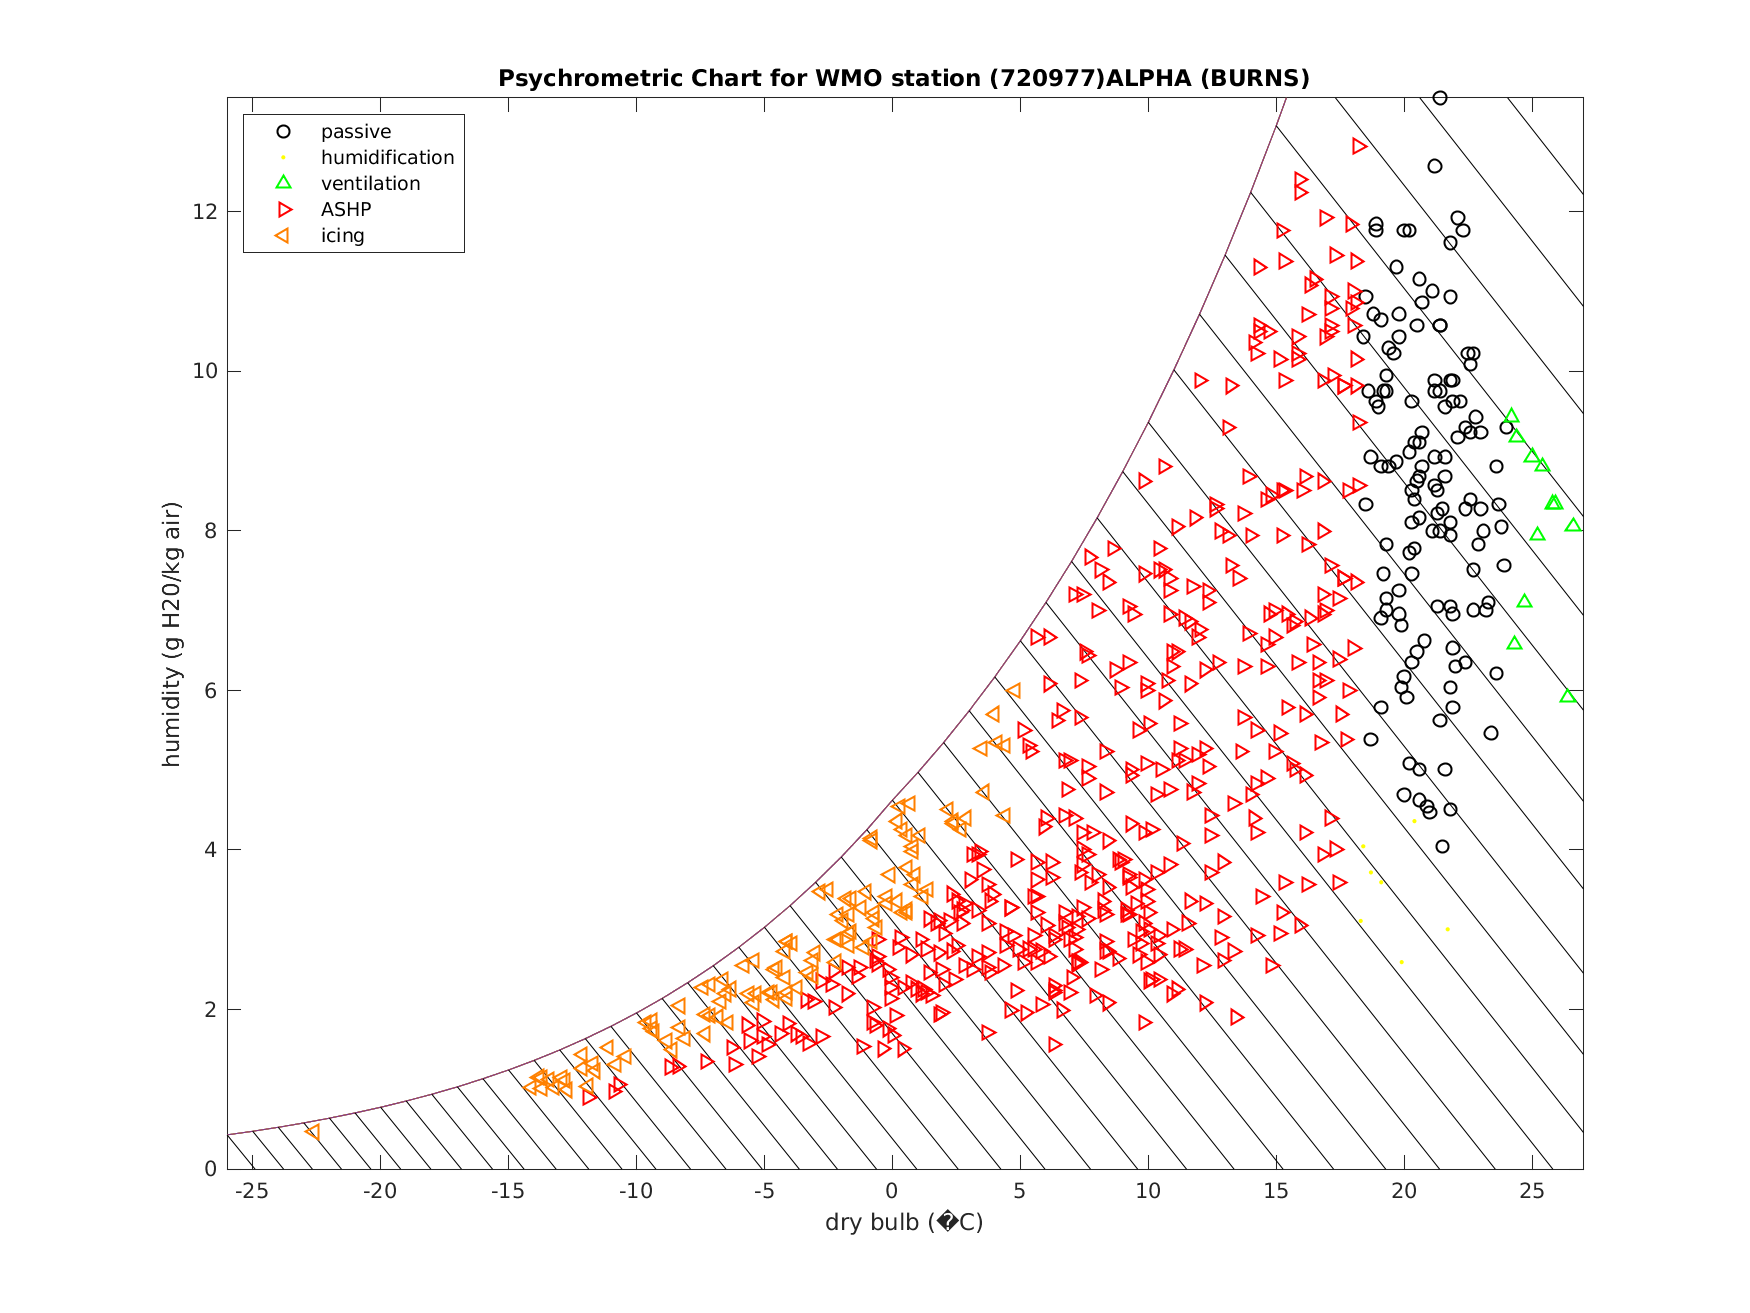 Psychrometric Chart for WMO station (720977)ALPHA (BURNS)
passive
humidification
ventilation
ASHP
icing
humidity (g H20/kg air)
12
10
8
6
4
2
0
-25 -20 -15 -10 -5 0 5 10 15 20 25
dry bulb (�C)